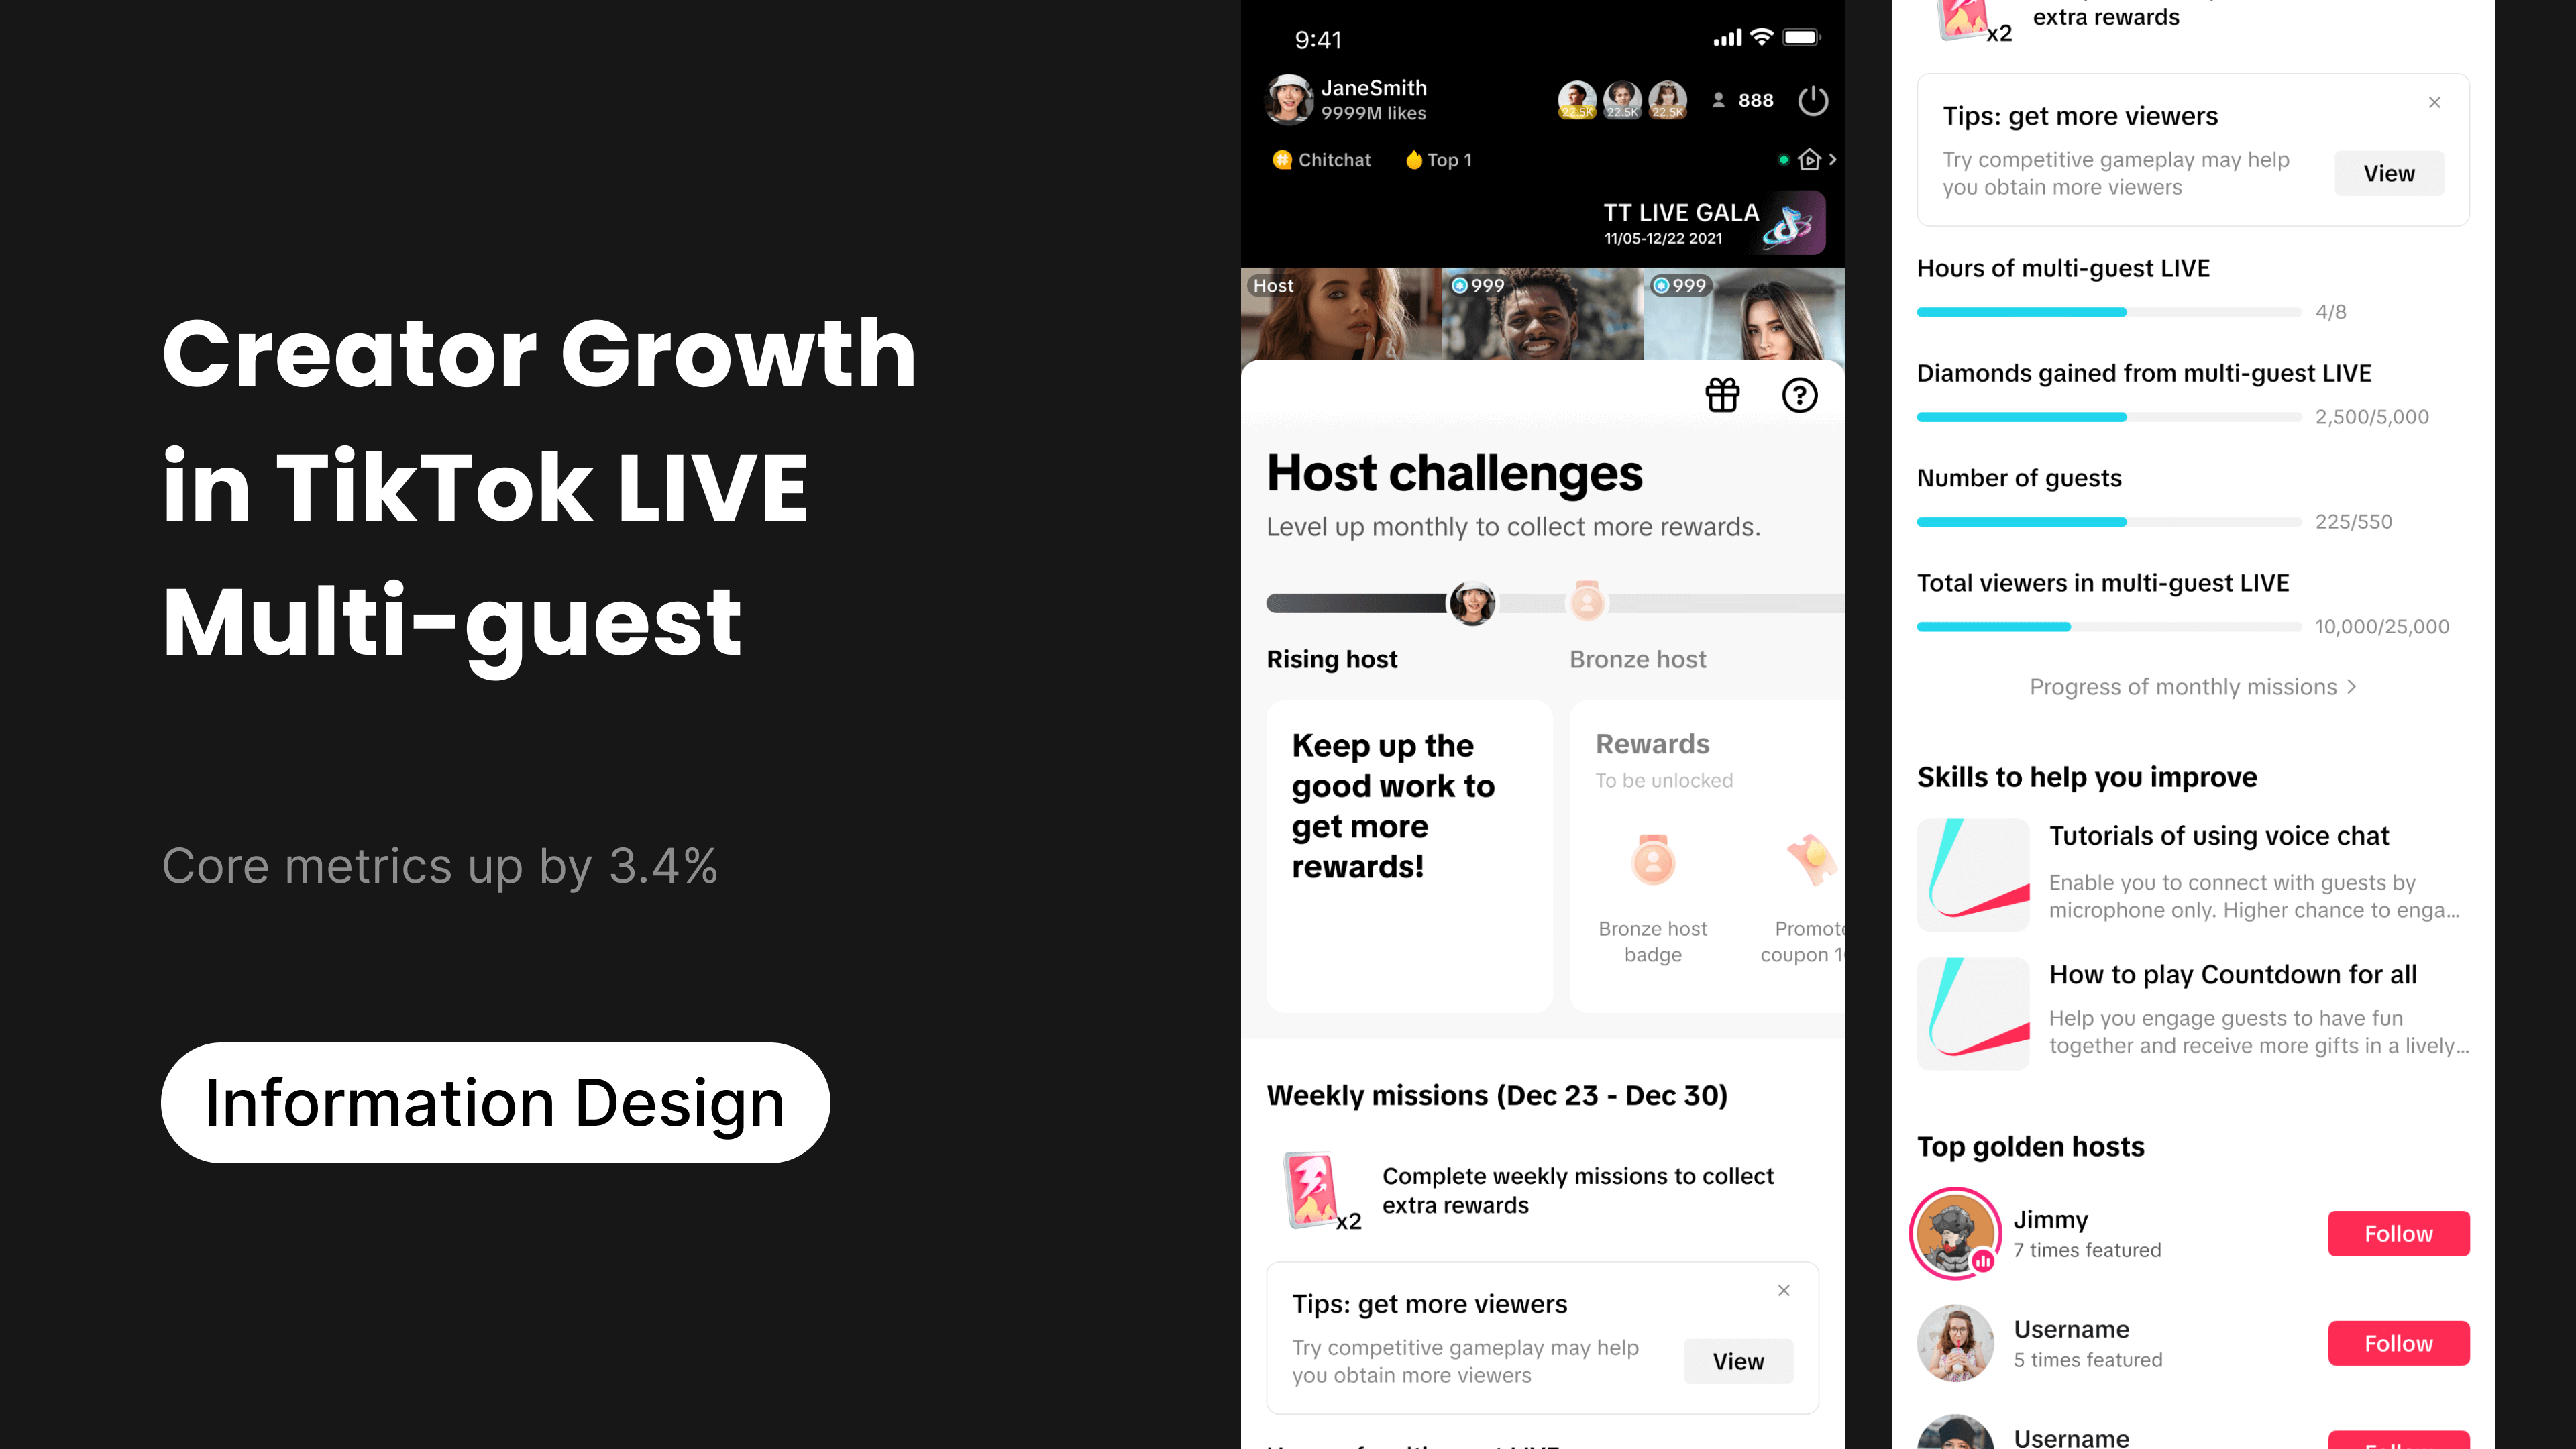 Creator Growth
in TikTok LIVE
Multi-guest
Core metrics up by 3.4%
Information Design
9:41
JaneSmith
9999M likes
22.5K
22.5K
22.5K
888
Chitchat
Top 1
TT LIVE GALA
11/05-12/22 2021
Host
999
999
Host challenges
Level up monthly to collect more rewards.
Rising host
Bronze host
Keep up the
good work to
get more
rewards!
Rewards
To be unlocked
Bronze host
badge
Promote
coupon 1
Weekly missions (Dec 23 - Dec 30)
x2
Complete weekly missions to collect
extra rewards
Tips: get more viewers
Try competitive gameplay may help
you obtain more viewers
View
x2
extra rewards
Tips: get more viewers
Try competitive gameplay may help
you obtain more viewers
View
Hours of multi-guest LIVE
4/8
Diamonds gained from multi-guest LIVE
2,500/5,000
Number of guests
225/550
Total viewers in multi-guest LIVE
10,000/25,000
Progress of monthly missions
Skills to help you improve
Tutorials of using voice chat
Enable you to connect with guests by
microphone only. Higher chance to enga...
How to play Countdown for all
Help you engage guests to have fun
together and receive more gifts in a lively...
Top golden hosts
Jimmy
7 times featured
Follow
Username
5 times featured
Follow
Username